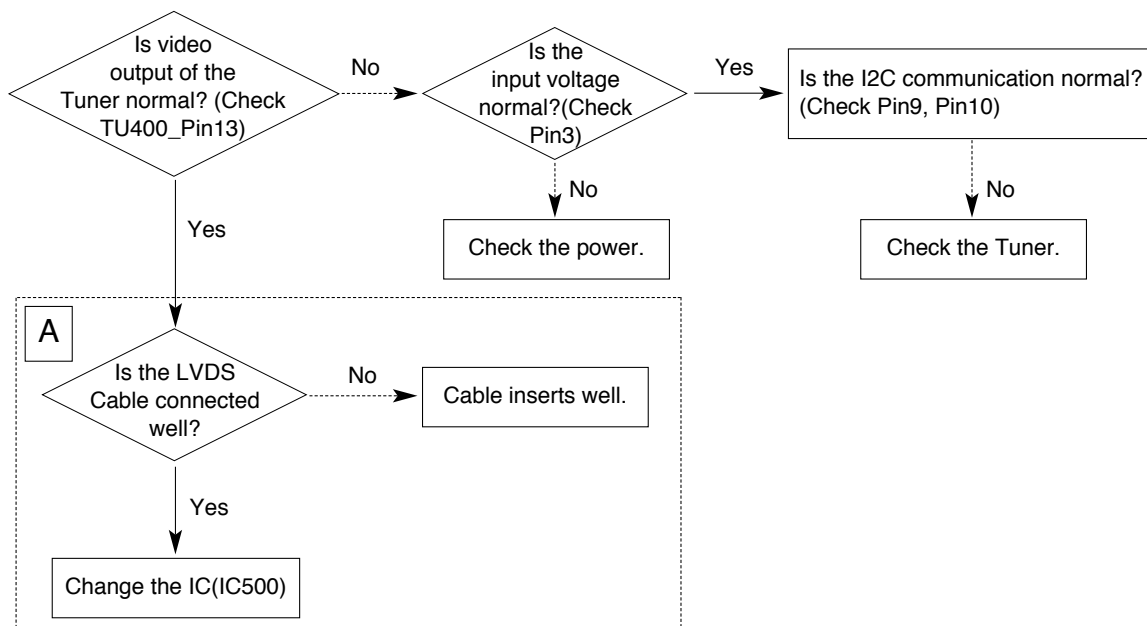 Is video
output of the
Tuner normal? (Check
TU400_Pin13)
No
Is the
input voltage
normal?(Check
Pin3)
Yes
Is the I2C communication normal?
(Check Pin9, Pin10)
No
Check the power.
No
Check the Tuner.
Yes
A
Is the LVDS
Cable connected
well?
No
Cable inserts well.
Yes
Change the IC(IC500)